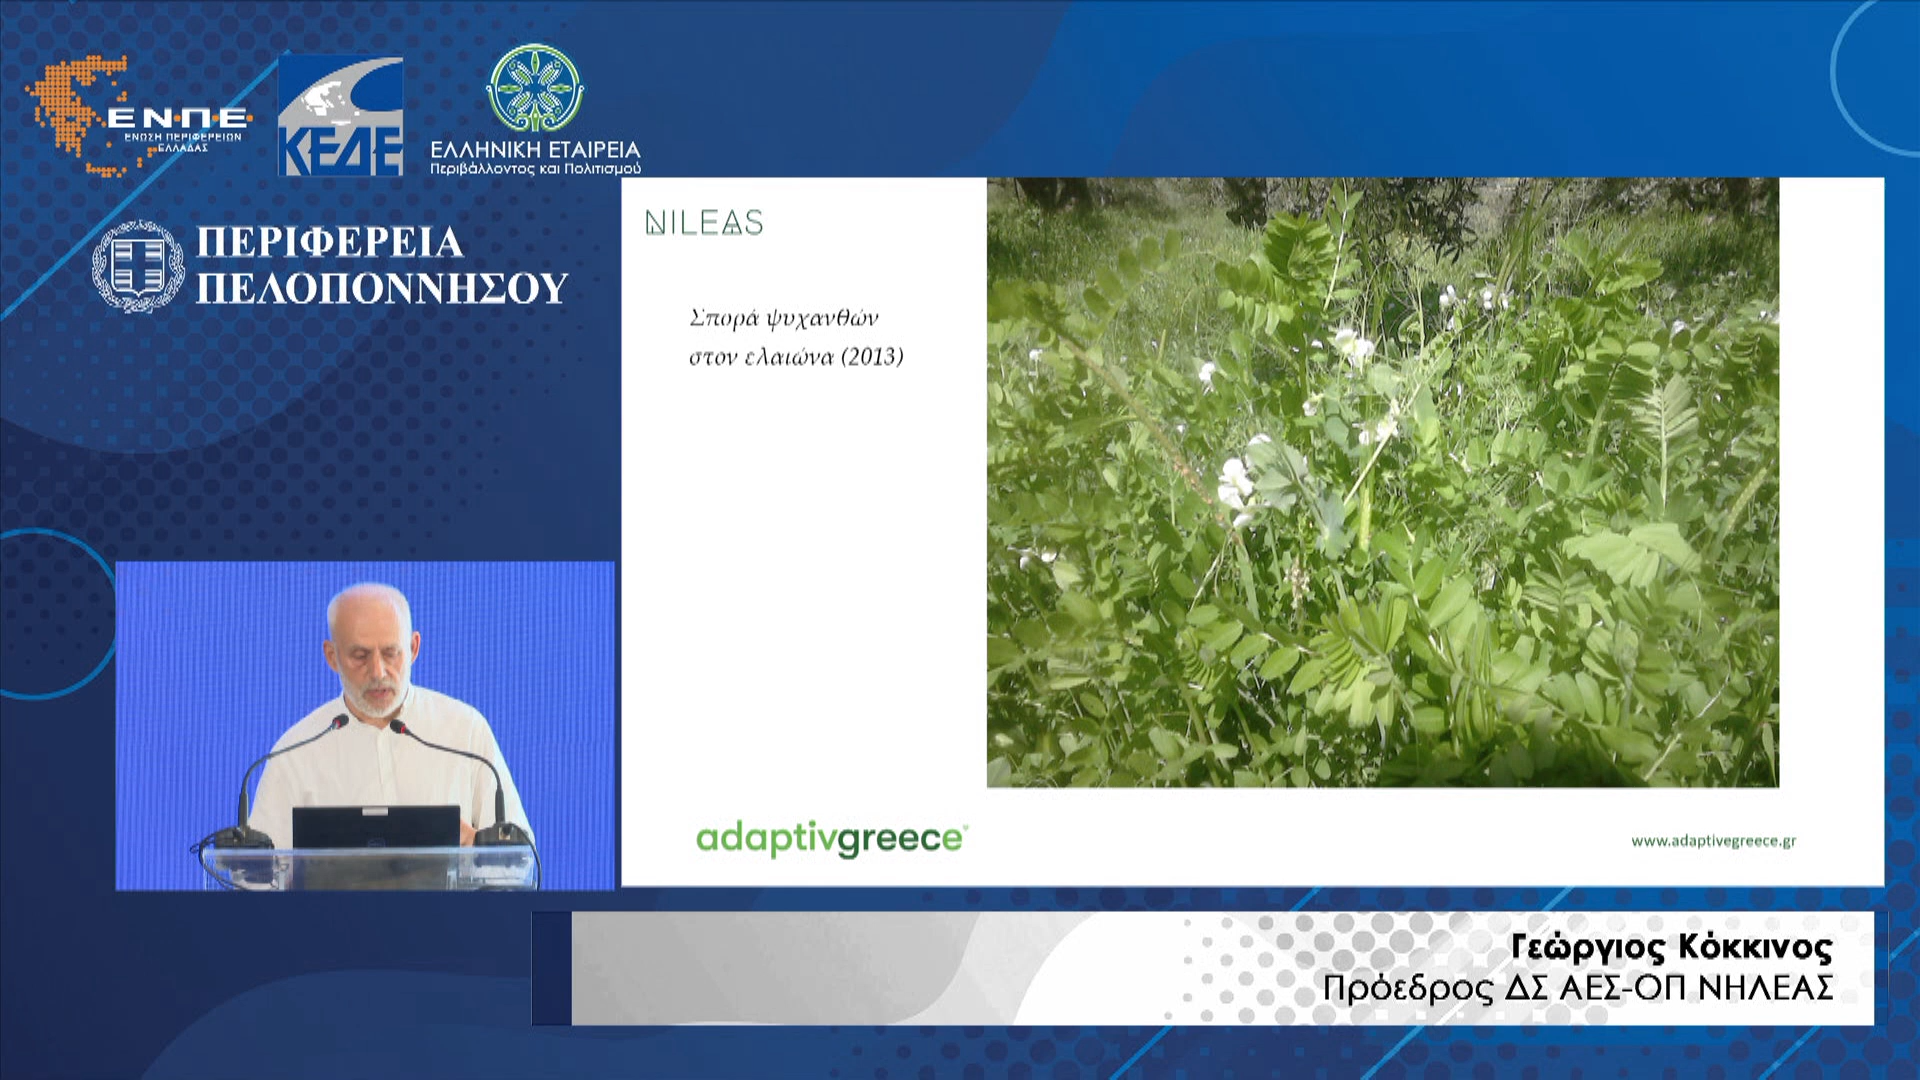 ΕΝΠΕ
ΕΝΩΣΗ ΠΕΡΙΦΕΡΕΙΩΝ
ΕΛΛΑΔΑΣ
ΚΕΔΕ
ΕΛΛΗΝΙΚΗ ΕΤΑΙΡΕΙΑ
Περιβάλλοντος και Πολιτισμού
ΠΕΡΙΦΕΡΕΙΑ
ΠΕΛΟΠΟΝΝΗΣΟΥ
NILEAS
Σπορά ψυχανθών
στον ελαιώνα (2013)
adaptivgreece
www.adaptivegreece.gr
Γεώργιος Κόκκινος
Πρόεδρος ΔΣ ΑΕΣ-ΟΠ ΝΗΛΕΑΣ